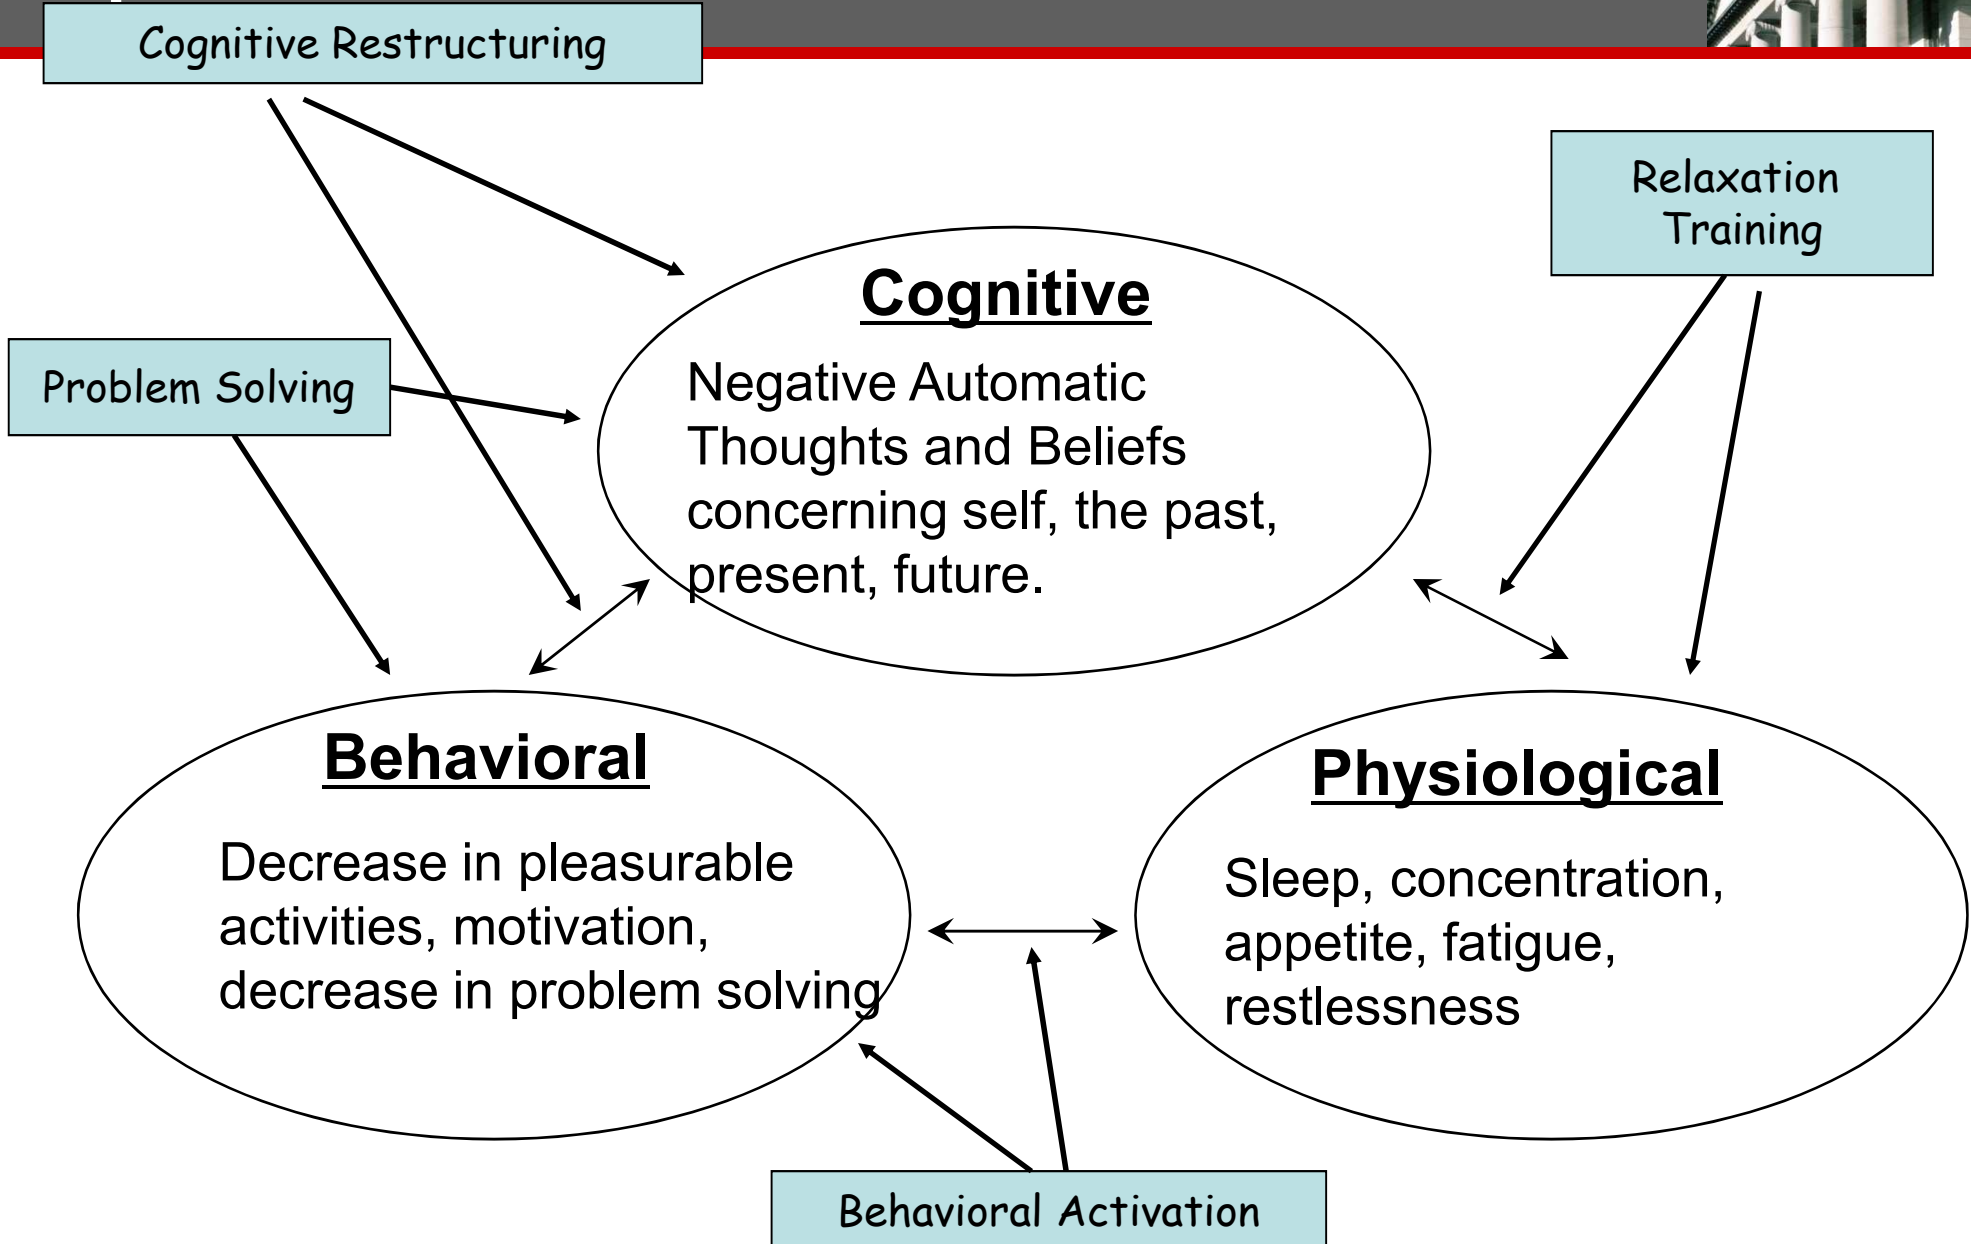 Cognitive Restructuring
Relaxation
Training
Cognitive
Negative Automatic
Thoughts and Beliefs
concerning self, the past,
present, future.
Problem Solving
Behavioral
Decrease in pleasurable
activities, motivation,
decrease in problem solving
Physiological
Sleep, concentration,
appetite, fatigue,
restlessness
Behavioral Activation